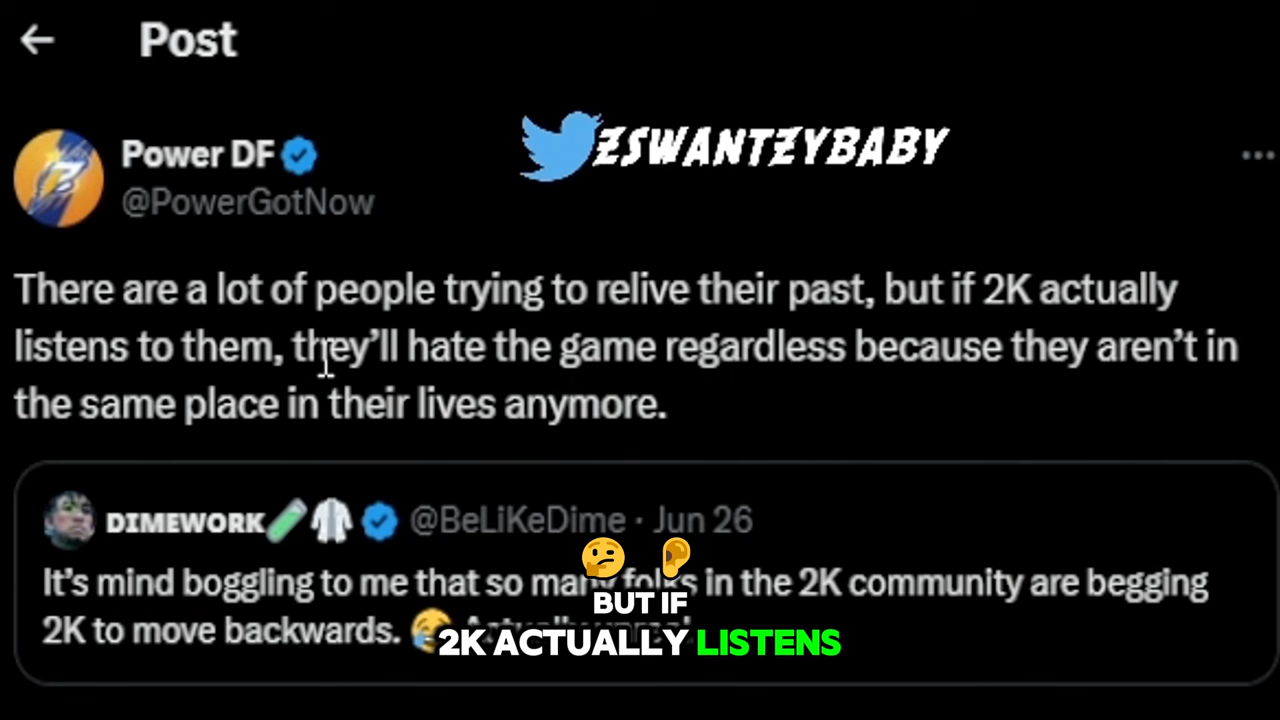 Post
Power DF
ZSWANTZYBABY
@PowerGotNow
There are a lot of people trying to relive their past, but if 2K actually
listens to them, they’ll hate the game regardless because they aren’t in
the same place in their lives anymore.
DIMEWORK @BeLiKeDime · Jun 26
It’s mind boggling to me that so many folks in the 2K community are begging
2K to move backwards.
BUT IF
2K ACTUALLY LISTENS